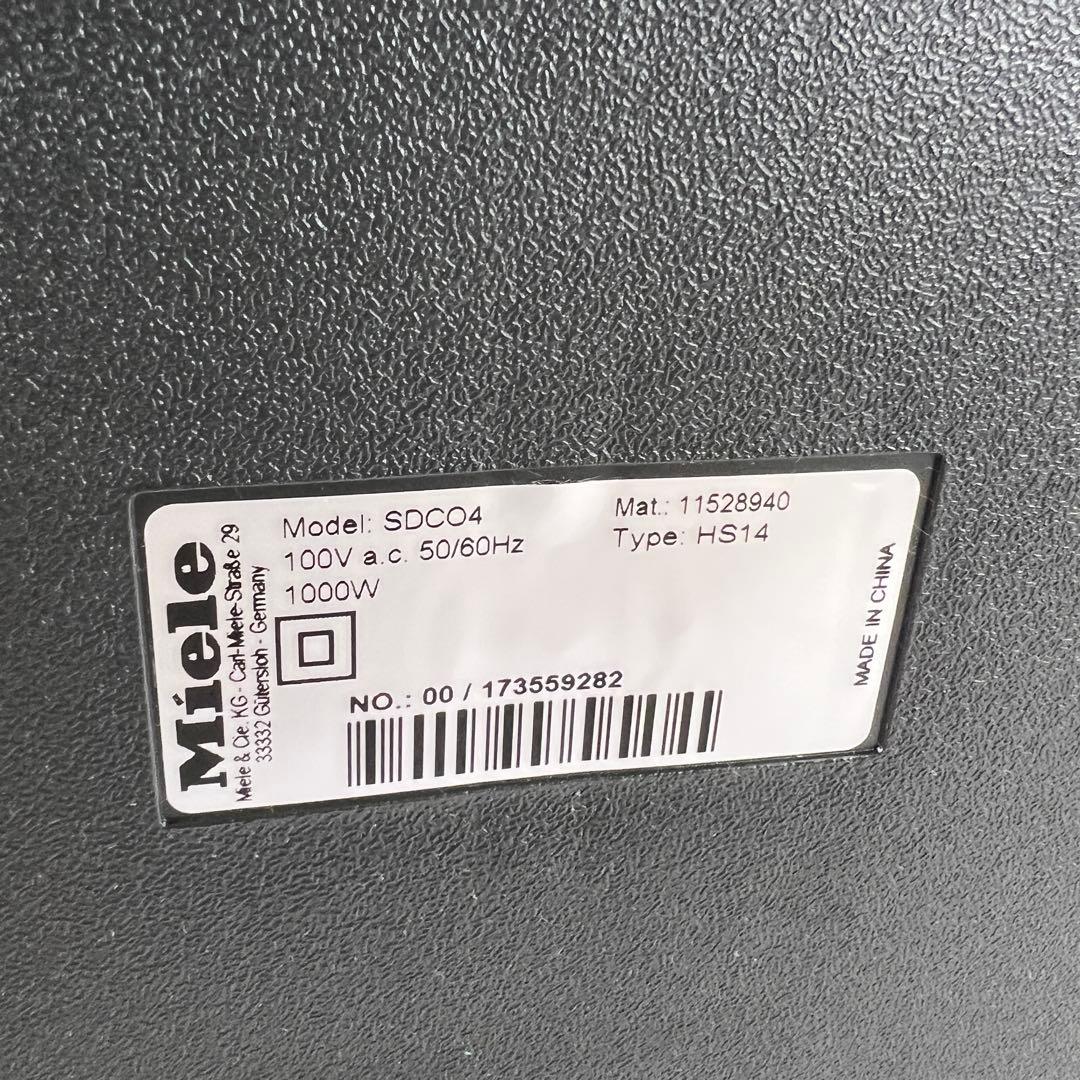 Miele
Miele & Cie. KG - Carl-Miele-Straße 29
33332 Gütersloh - Germany
Model: SDCO4
100V a.c. 50/60Hz
1000W
Mat.: 11528940
Type: HS14
NO.: 00 / 173559282
MADE IN CHINA